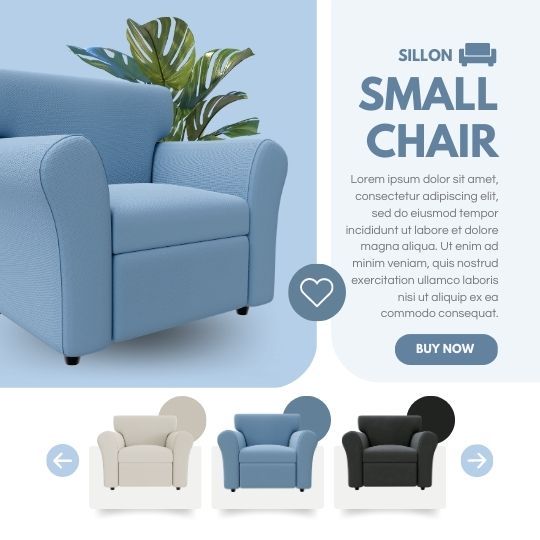 SILLON
SMALL
CHAIR
Lorem ipsum dolor sit amet,
consectetur adipiscing elit,
sed do eiusmod tempor
incididunt ut labore et dolore
magna aliqua. Ut enim ad
minim veniam, quis nostrud
exercitation ullamco laboris
nisi ut aliquip ex ea
commodo consequat.
BUY NOW